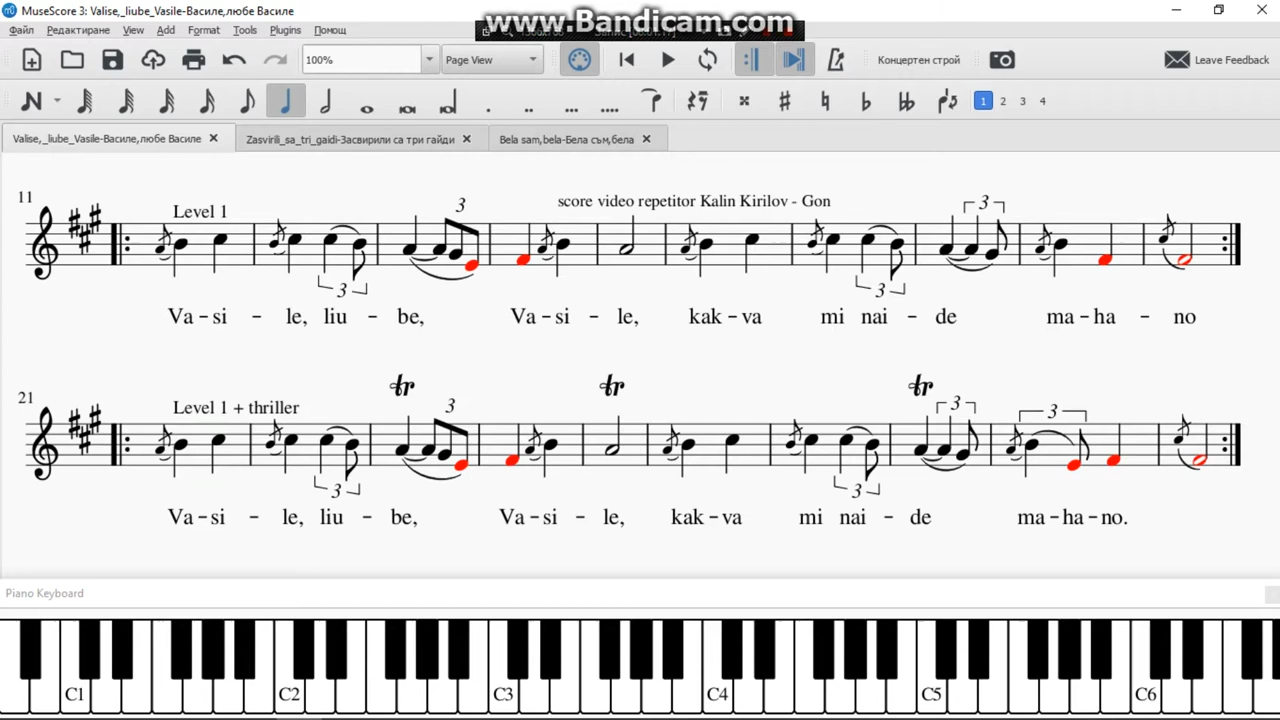 MuseScore 3: Valise,_liube_Vasile-Василе,любе Василе
www.Bandicam.com
Файл Редактиране View Add Format Tools Plugins Помощ
100% Page View Концертен строй Leave Feedback
1 2 3 4
Valise,_liube_Vasile-Василе,любе Василе Zasvirili_sa_tri_gaidi-Засвирили са три гайди Bela sam,bela-Бела съм,бела
11 Level 1 3 score video repetitor Kalin Kirilov - Gon 3
3 3
Va - si - le, liu - be, Va - si - le, kak - va mi nai - de ma - ha - no
21 Level 1 + thriller tr 3 tr tr 3 3
3 3
Va - si - le, liu - be, Va - si - le, kak - va mi nai - de ma - ha - no.
Piano Keyboard
C1 C2 C3 C4 C5 C6